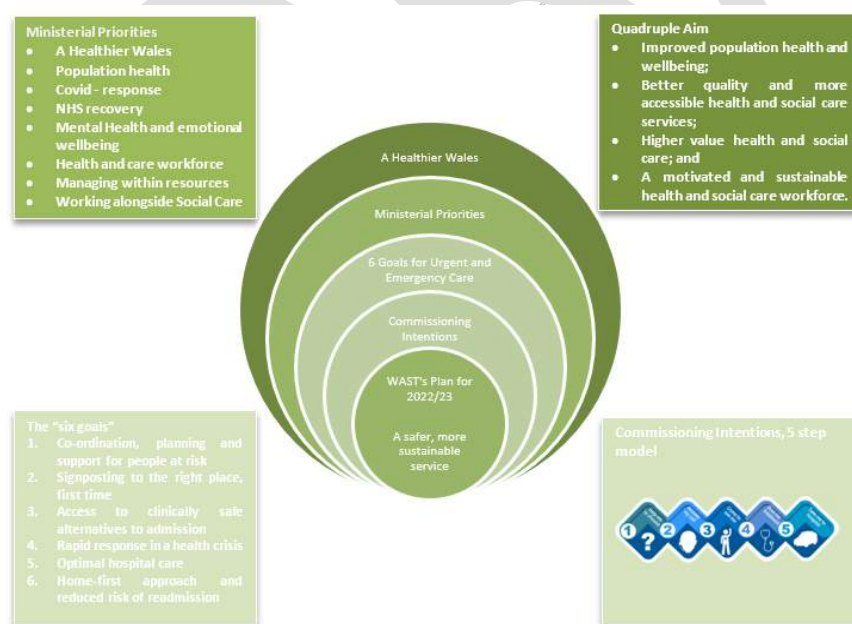 Ministerial Priorities
• A Healthier Wales
• Population health
• Covid - response
• NHS recovery
• Mental Health and emotional
wellbeing
• Health and care workforce
• Managing within resources
• Working alongside Social Care
Quadruple Aim
• Improved population health and
wellbeing;
• Better quality and more
accessible health and social care
services;
• Higher value health and social
care; and
• A motivated and sustainable
health and social care workforce.
A Healthier Wales
Ministerial Priorities
6 Goals for Urgent and
Emergency Care
Commissioning
Intentions
WAST's Plan for
2022/23
A safer, more
sustainable
service
The "six goals"
1. Co-ordination, planning and
support for people at risk
2. Signposting to the right place,
first time
3. Access to clinically safe
alternatives to admission
4. Rapid response in a health crisis
5. Optimal hospital care
6. Home-first approach and
reduced risk of readmission
Commissioning Intentions, 5 step
model
1 ? 2 3 4 5